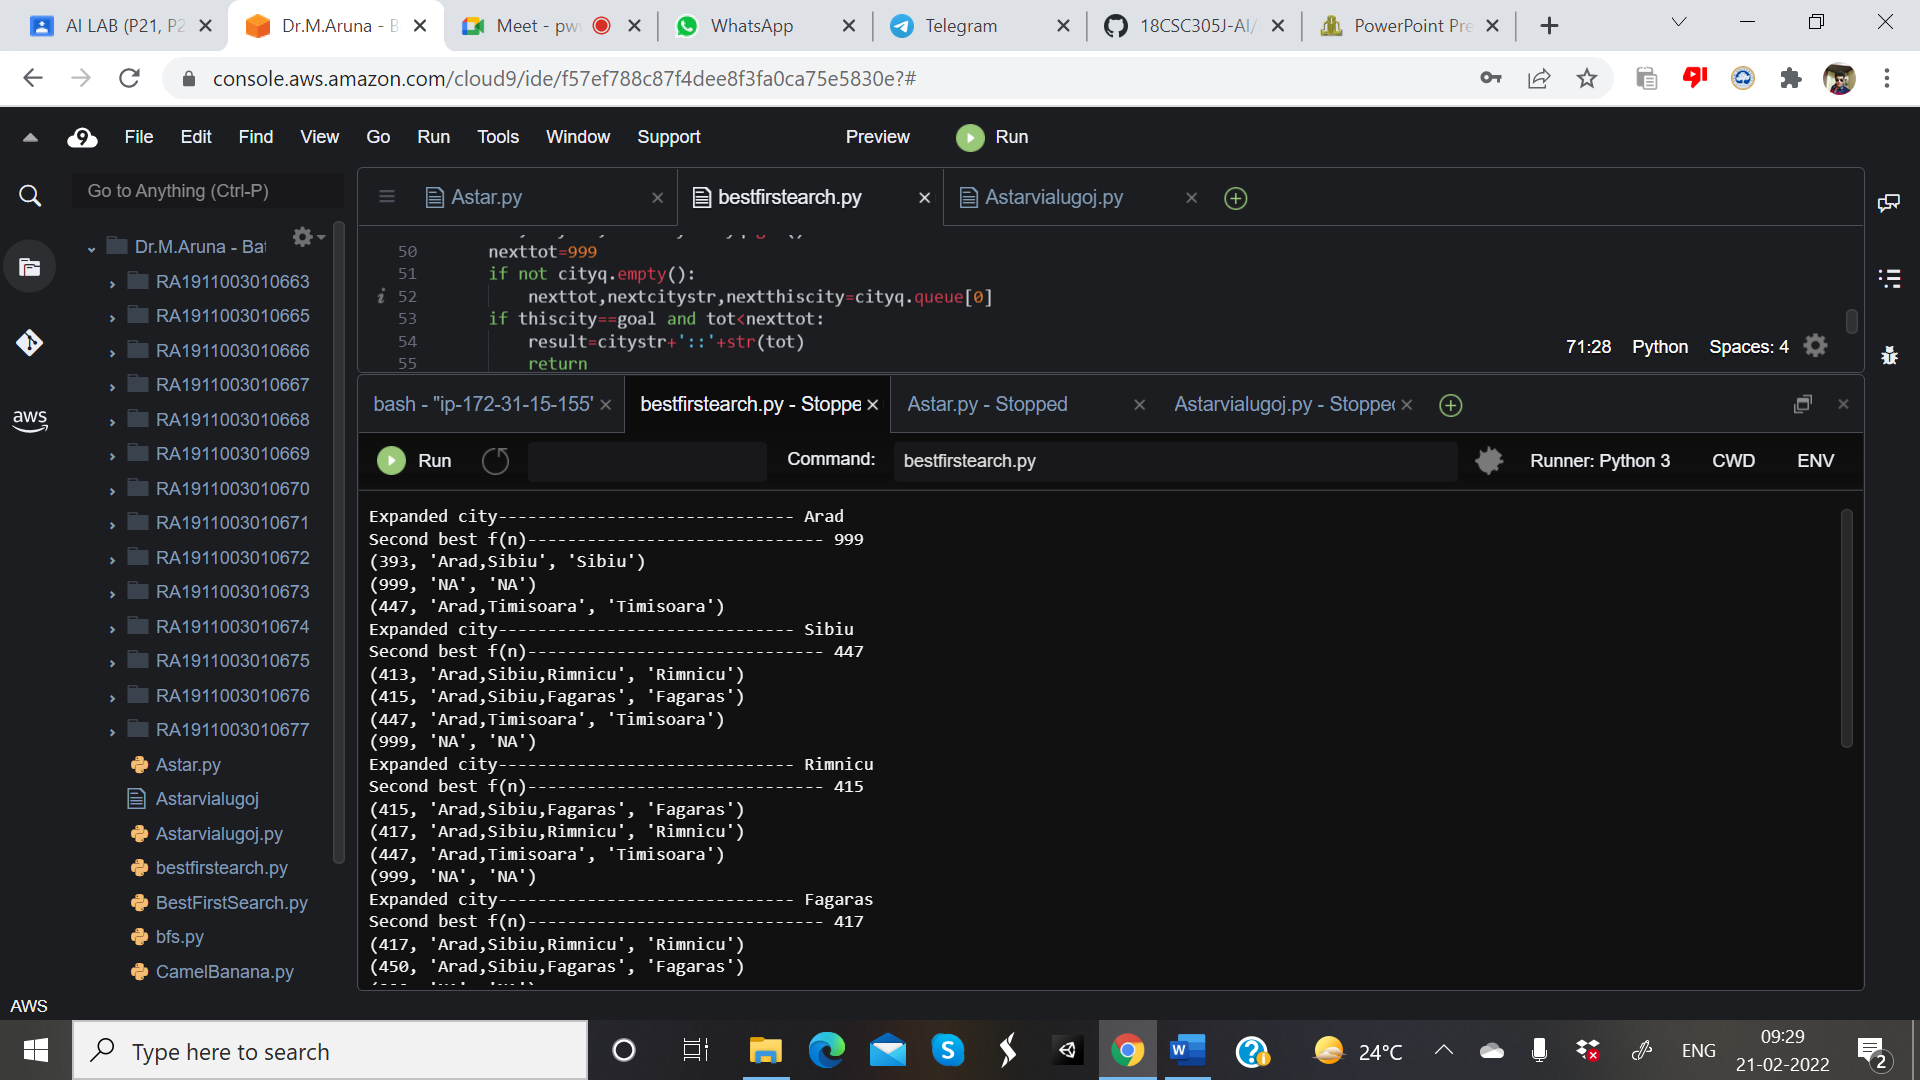 AI LAB (P21, P2
Dr.M.Aruna - B
Meet - pw
WhatsApp
Telegram
18CSC305J-AI/
PowerPoint Pre
console.aws.amazon.com/cloud9/ide/f57ef788c87f4dee8f3fa0ca75e5830e?#
9 File Edit Find View Go Run Tools Window Support Preview Run
Go to Anything (Ctrl-P)
Astar.py
bestfirstearch.py
Astarvialugoj.py
Dr.M.Aruna - Bat
RA1911003010663
RA1911003010665
RA1911003010666
RA1911003010667
RA1911003010668
RA1911003010669
RA1911003010670
RA1911003010671
RA1911003010672
RA1911003010673
RA1911003010674
RA1911003010675
RA1911003010676
RA1911003010677
Astar.py
Astarvialugoj
Astarvialugoj.py
bestfirstearch.py
BestFirstSearch.py
bfs.py
CamelBanana.py
aws
AWS
50 nexttot=999
51 if not cityq.empty():
i 52 nexttot,nextcitystr,nextthiscity=cityq.queue[0]
53 if thiscity==goal and tot<nexttot:
54 result=citystr+'::'+str(tot)
55 return
71:28 Python Spaces: 4
bash - "ip-172-31-15-155'
bestfirstearch.py - Stoppe
Astar.py - Stopped
Astarvialugoj.py - Stopped
Run Command: bestfirstearch.py Runner: Python 3 CWD ENV
Expanded city------------------------------ Arad
Second best f(n)------------------------------ 999
(393, 'Arad,Sibiu', 'Sibiu')
(999, 'NA', 'NA')
(447, 'Arad,Timisoara', 'Timisoara')
Expanded city------------------------------ Sibiu
Second best f(n)------------------------------ 447
(413, 'Arad,Sibiu,Rimnicu', 'Rimnicu')
(415, 'Arad,Sibiu,Fagaras', 'Fagaras')
(447, 'Arad,Timisoara', 'Timisoara')
(999, 'NA', 'NA')
Expanded city------------------------------ Rimnicu
Second best f(n)------------------------------ 415
(415, 'Arad,Sibiu,Fagaras', 'Fagaras')
(417, 'Arad,Sibiu,Rimnicu', 'Rimnicu')
(447, 'Arad,Timisoara', 'Timisoara')
(999, 'NA', 'NA')
Expanded city------------------------------ Fagaras
Second best f(n)------------------------------ 417
(417, 'Arad,Sibiu,Rimnicu', 'Rimnicu')
(450, 'Arad,Sibiu,Fagaras', 'Fagaras')
Type here to search
24°C
ENG
09:29
21-02-2022
2